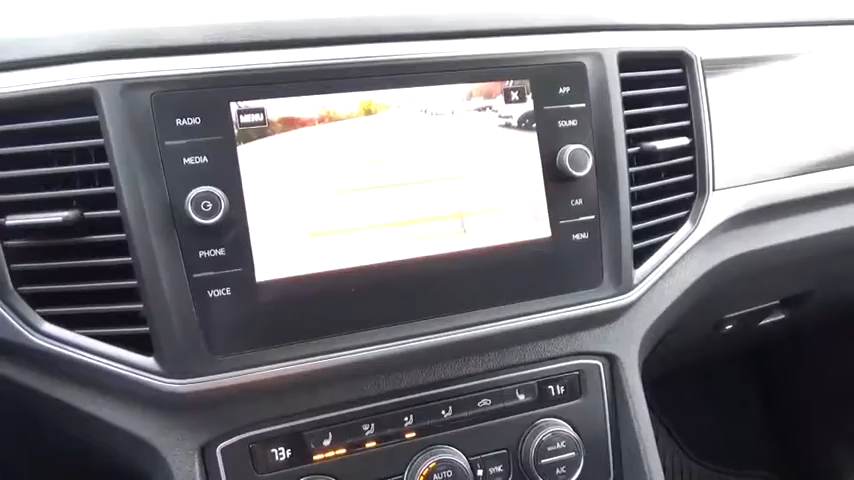 RADIO
MEDIA
PHONE
VOICE
MENU
X
APP
SOUND
CAR
MENU
73F
71F
AUTO
SYNC
A/C
A/C